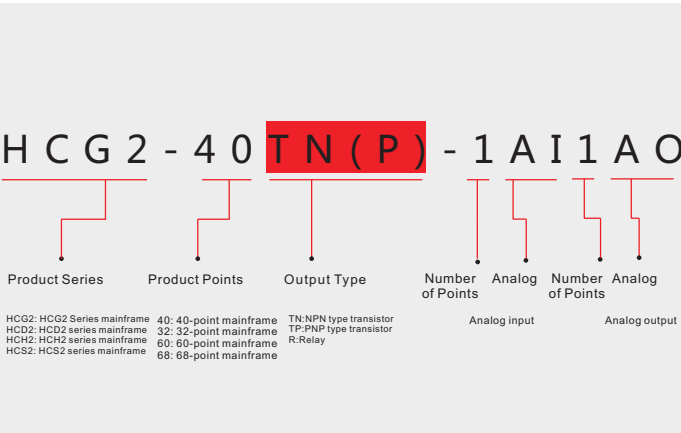 HCG2-40TN(P)-1AI1AO
Product Series
Product Points
Output Type
Number of Points
Analog
Number of Points
Analog
HCG2: HCG2 Series mainframe
HCD2: HCD2 series mainframe
HCH2: HCH2 series mainframe
HCS2: HCS2 series mainframe
40: 40-point mainframe
32: 32-point mainframe
60: 60-point mainframe
68: 68-point mainframe
TN:NPN type transistor
TP:PNP type transistor
R:Relay
Analog input
Analog output